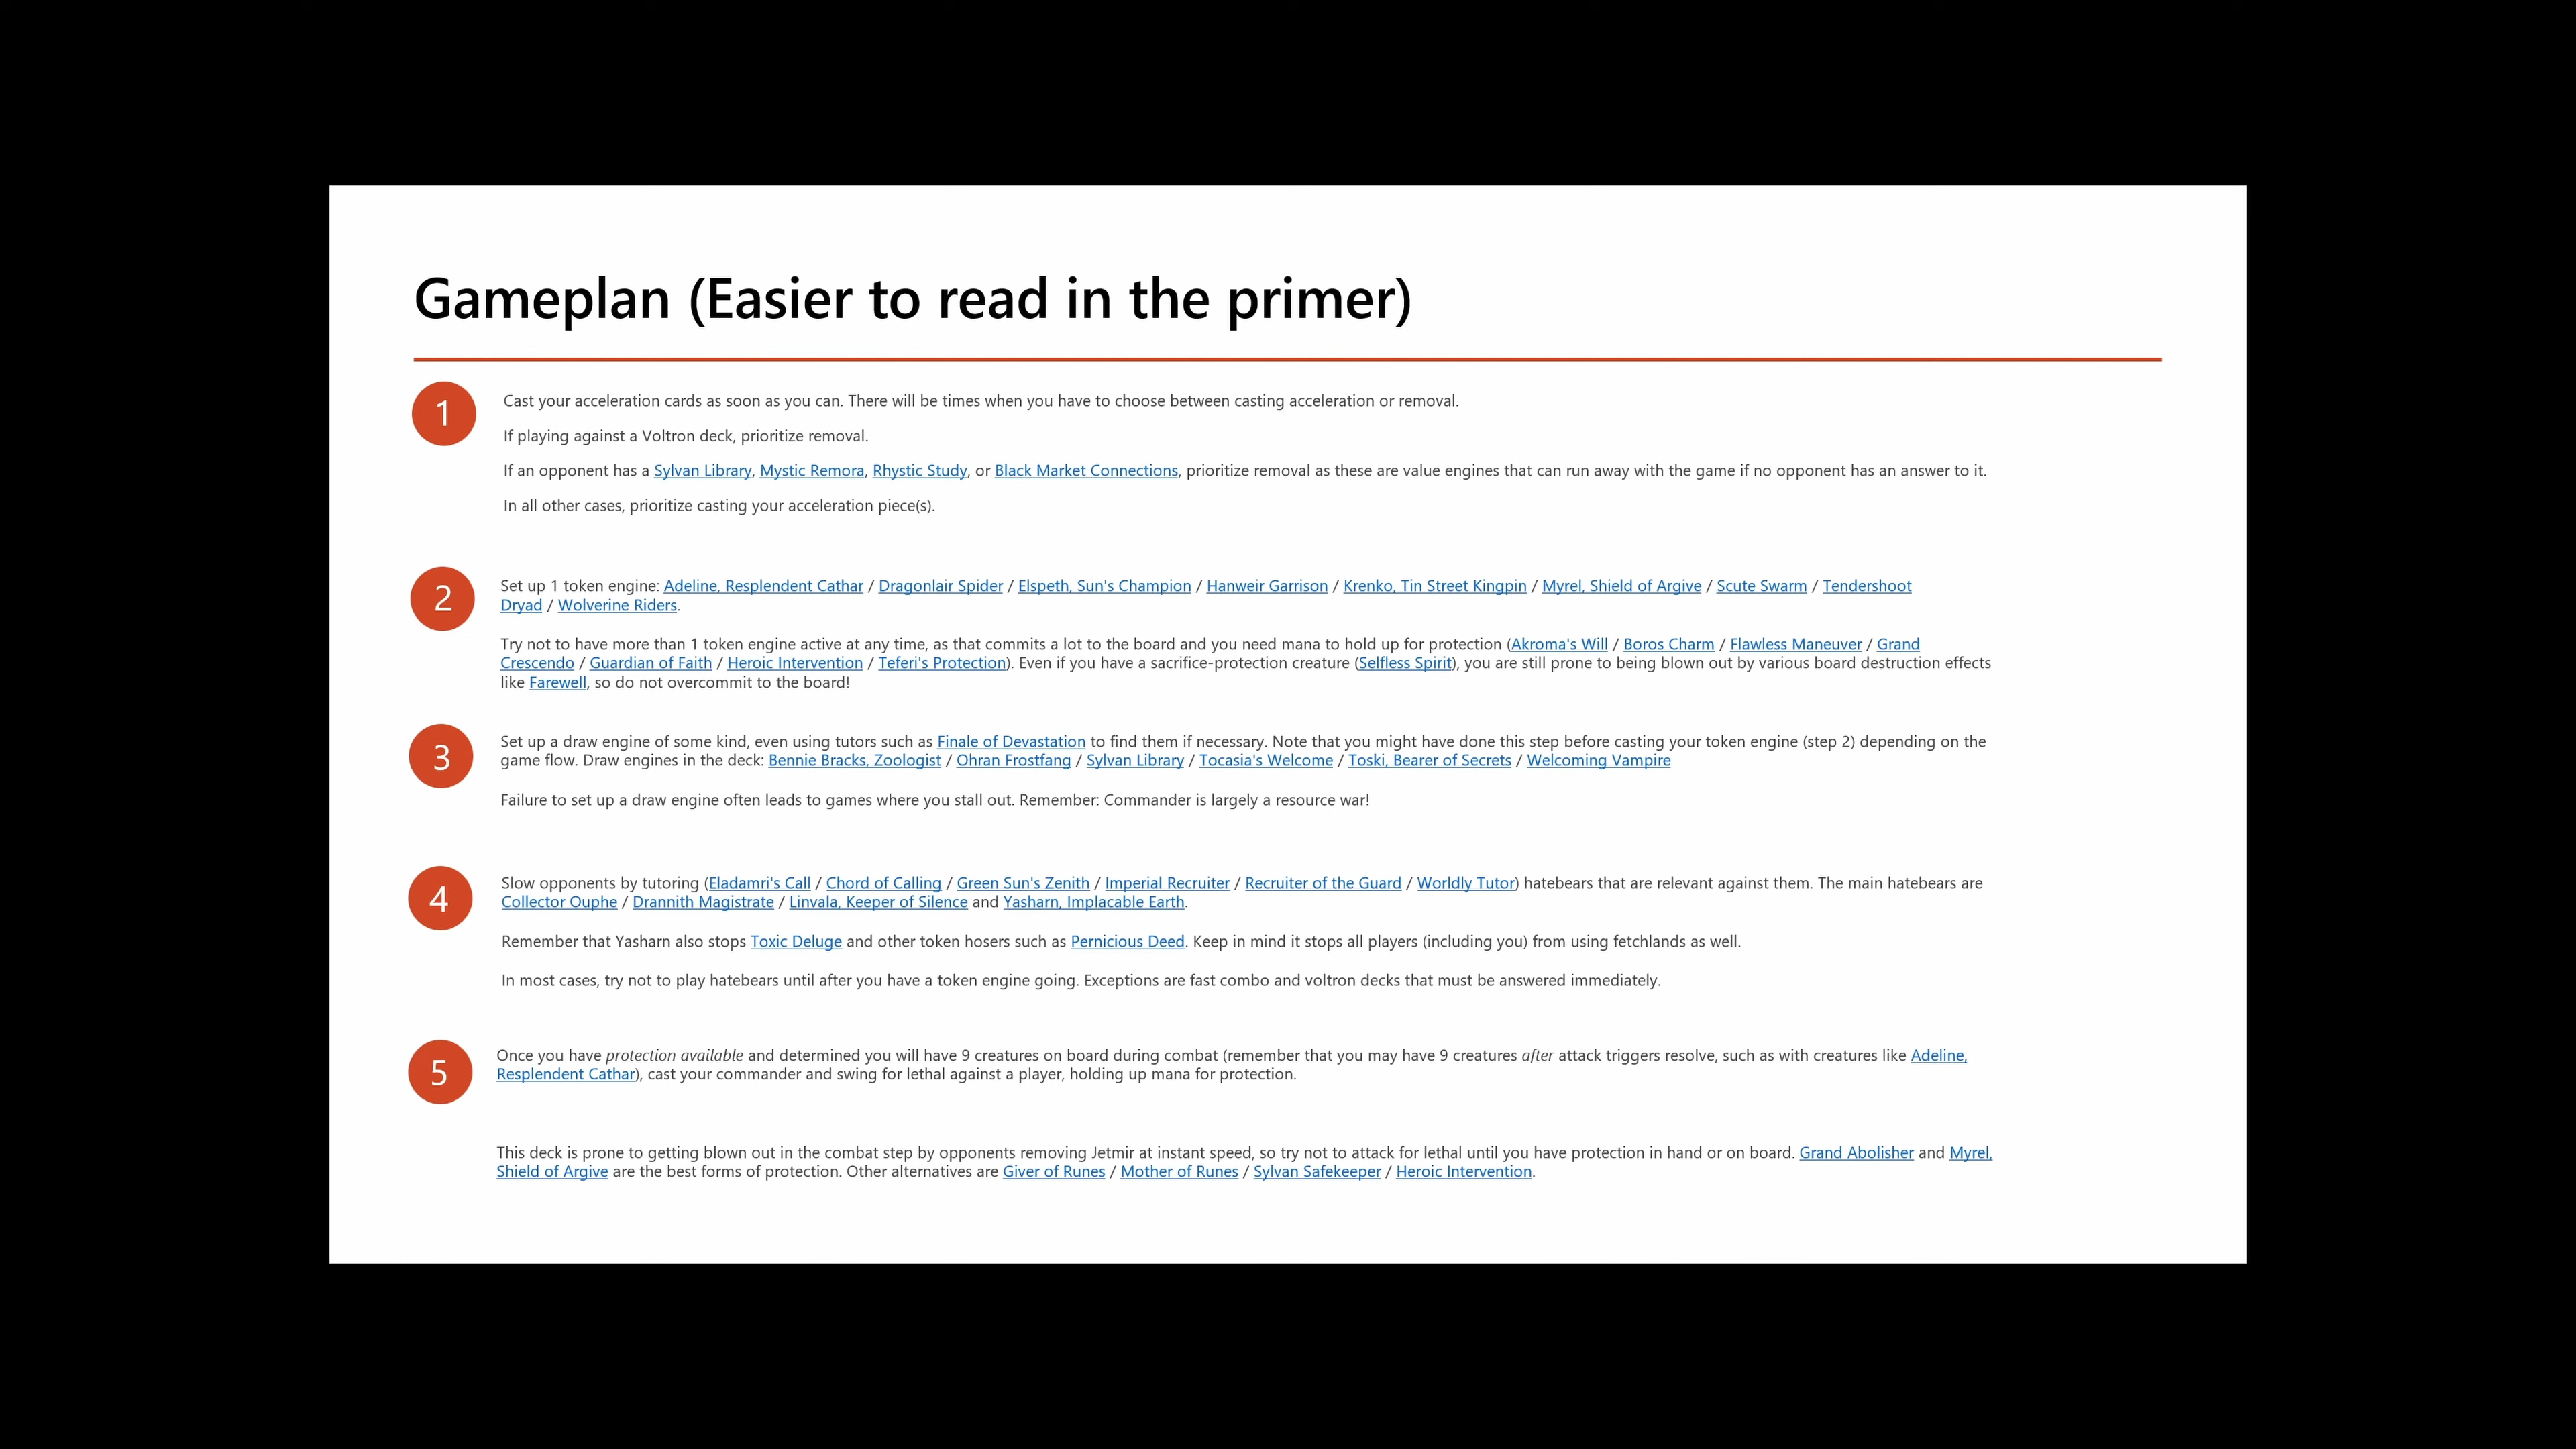 Gameplan (Easier to read in the primer)
1
Cast your acceleration cards as soon as you can. There will be times when you have to choose between casting acceleration or removal.
If playing against a Voltron deck, prioritize removal.
If an opponent has a Sylvan Library, Mystic Remora, Rhystic Study, or Black Market Connections, prioritize removal as these are value engines that can run away with the game if no opponent has an answer to it.
In all other cases, prioritize casting your acceleration piece(s).
2
Set up 1 token engine: Adeline, Resplendent Cathar / Dragonlair Spider / Elspeth, Sun's Champion / Hanweir Garrison / Krenko, Tin Street Kingpin / Myrel, Shield of Argive / Scute Swarm / Tendershoot
Dryad / Wolverine Riders.
Try not to have more than 1 token engine active at any time, as that commits a lot to the board and you need mana to hold up for protection (Akroma's Will / Boros Charm / Flawless Maneuver / Grand
Crescendo / Guardian of Faith / Heroic Intervention / Teferi's Protection). Even if you have a sacrifice-protection creature (Selfless Spirit), you are still prone to being blown out by various board destruction effects
like Farewell, so do not overcommit to the board!
3
Set up a draw engine of some kind, even using tutors such as Finale of Devastation to find them if necessary. Note that you might have done this step before casting your token engine (step 2) depending on the
game flow. Draw engines in the deck: Bennie Bracks, Zoologist / Ohran Frostfang / Sylvan Library / Tocasia's Welcome / Toski, Bearer of Secrets / Welcoming Vampire
Failure to set up a draw engine often leads to games where you stall out. Remember: Commander is largely a resource war!
4
Slow opponents by tutoring (Eladamri's Call / Chord of Calling / Green Sun's Zenith / Imperial Recruiter / Recruiter of the Guard / Worldly Tutor) hatebears that are relevant against them. The main hatebears are
Collector Ouphe / Drannith Magistrate / Linvala, Keeper of Silence and Yasharn, Implacable Earth.
Remember that Yasharn also stops Toxic Deluge and other token hosers such as Pernicious Deed. Keep in mind it stops all players (including you) from using fetchlands as well.
In most cases, try not to play hatebears until after you have a token engine going. Exceptions are fast combo and voltron decks that must be answered immediately.
5
Once you have protection available and determined you will have 9 creatures on board during combat (remember that you may have 9 creatures after attack triggers resolve, such as with creatures like Adeline,
Resplendent Cathar), cast your commander and swing for lethal against a player, holding up mana for protection.
This deck is prone to getting blown out in the combat step by opponents removing Jetmir at instant speed, so try not to attack for lethal until you have protection in hand or on board. Grand Abolisher and Myrel,
Shield of Argive are the best forms of protection. Other alternatives are Giver of Runes / Mother of Runes / Sylvan Safekeeper / Heroic Intervention.